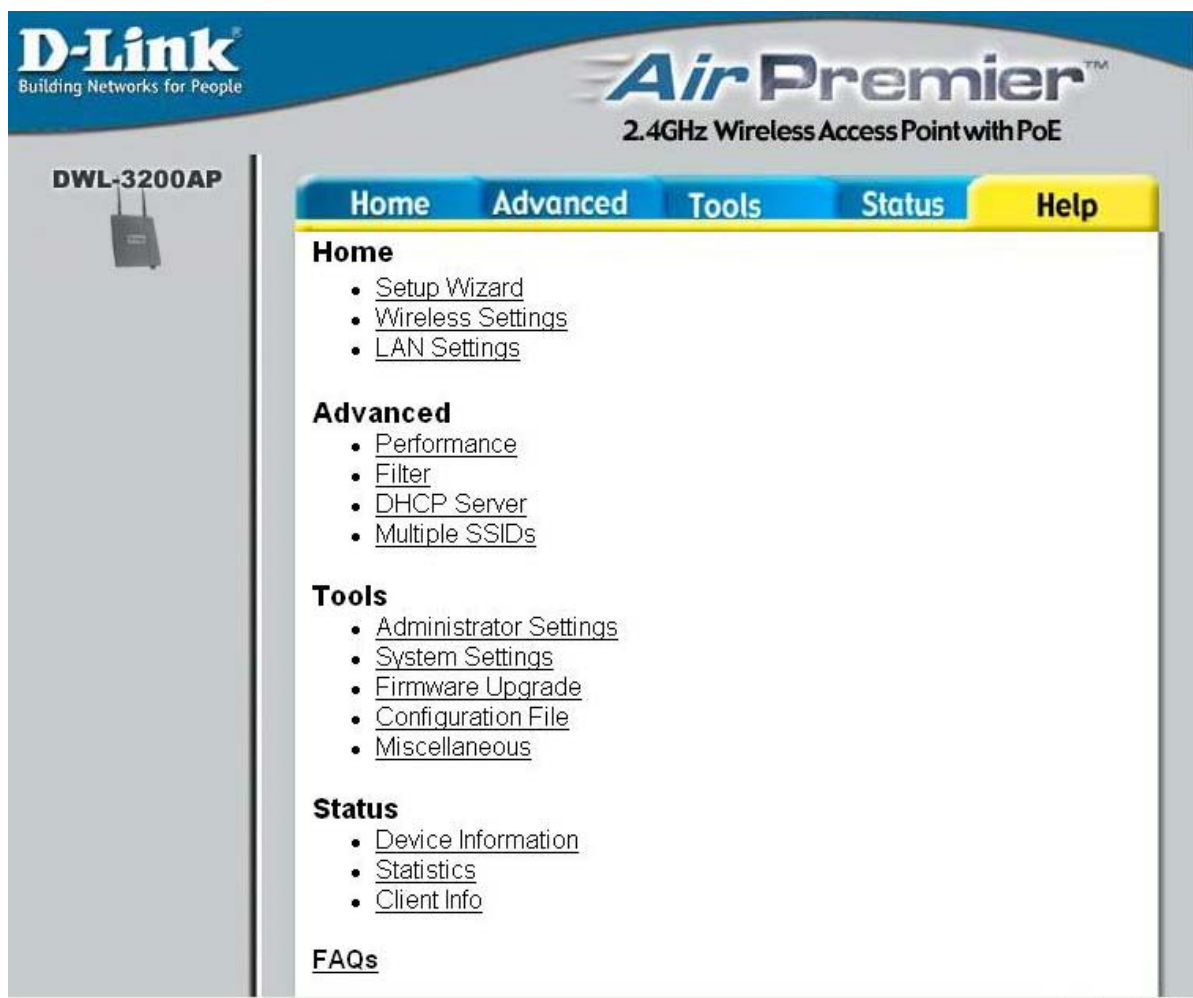 D-Link
Building Networks for People
Air Premier™
2.4GHz Wireless Access Point with PoE
DWL-3200AP
Home Advanced Tools Status Help
Home
• Setup Wizard
• Wireless Settings
• LAN Settings
Advanced
• Performance
• Filter
• DHCP Server
• Multiple SSIDs
Tools
• Administrator Settings
• System Settings
• Firmware Upgrade
• Configuration File
• Miscellaneous
Status
• Device Information
• Statistics
• Client Info
FAQs